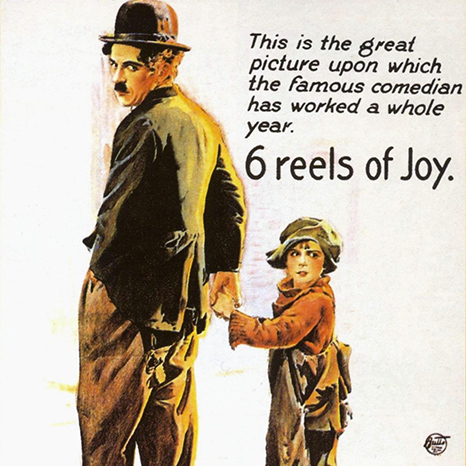 This is the great
picture upon which
the famous comedian
has worked a whole
year.
6 reels of Joy.